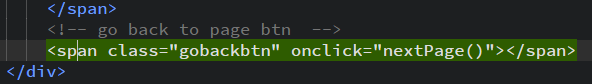 </span>
<!-- go back to page btn  -->
<span class="gobackbtn" onclick="nextPage()"></span>
</div>